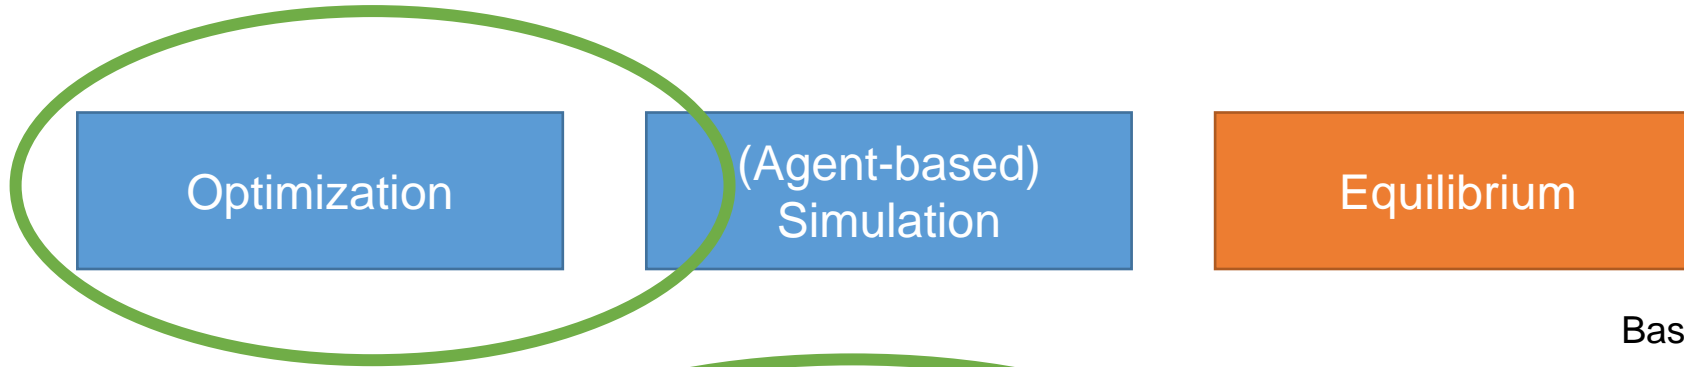 Optimization
(Agent-based)
Simulation
Equilibrium
Bas